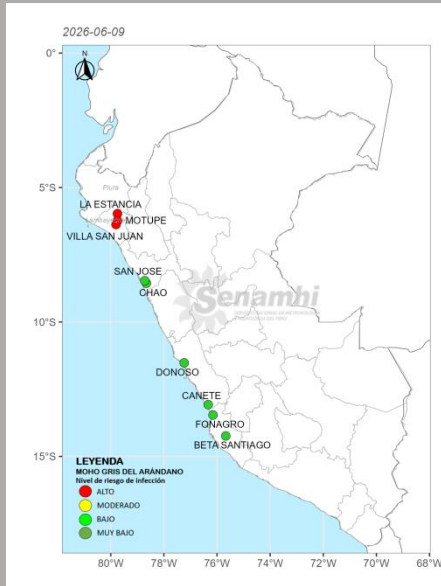 2026-06-09
N
0°
5°S
10°S
15°S
Piura
LA ESTANCIA
MOTUPE
VILLA SAN JUAN
SAN JOSE
CHAO
Senamhi
DONOSO
CANETE
FONAGRO
BETA SANTIAGO
LEYENDA
MOHO GRIS DEL ARÁNDANO
Nivel de riesgo de infección
ALTO
MODERADO
BAJO
MUY BAJO
80°W
78°W
76°W
74°W
72°W
70°W
68°W